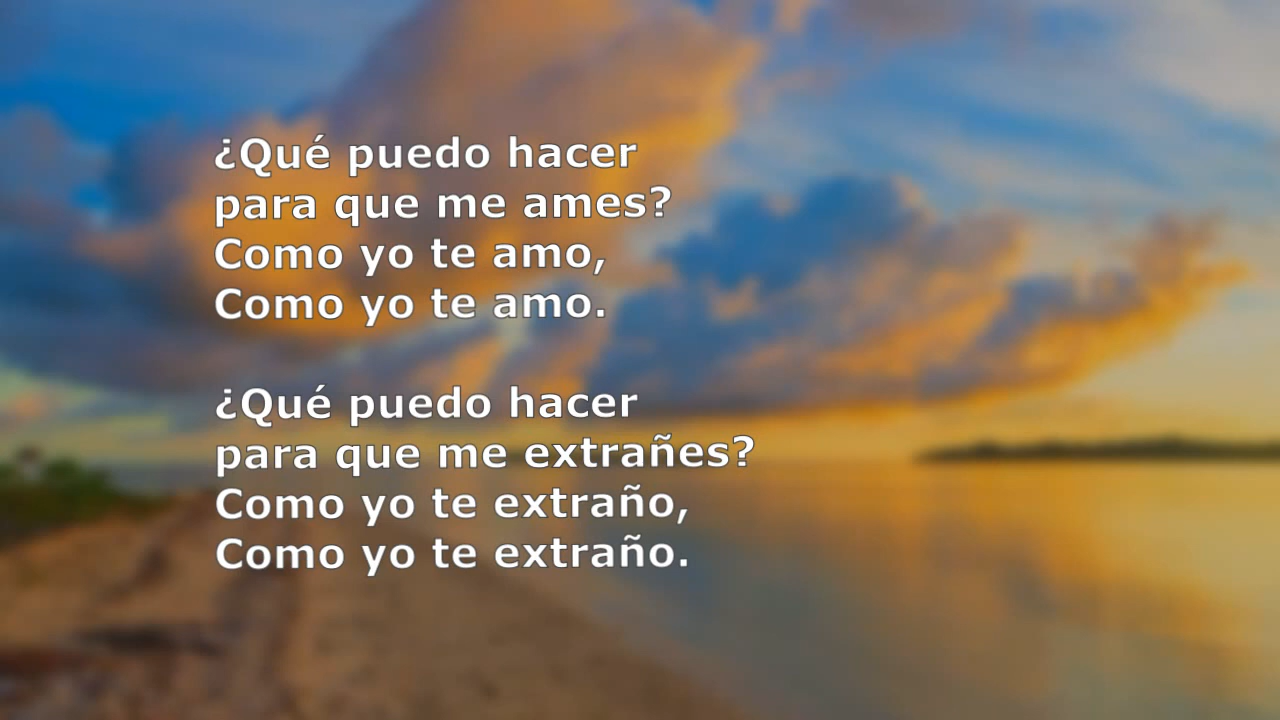 ¿Qué puedo hacer
para que me ames?
Como yo te amo,
Como yo te amo.
¿Qué puedo hacer
para que me extrañes?
Como yo te extraño,
Como yo te extraño.